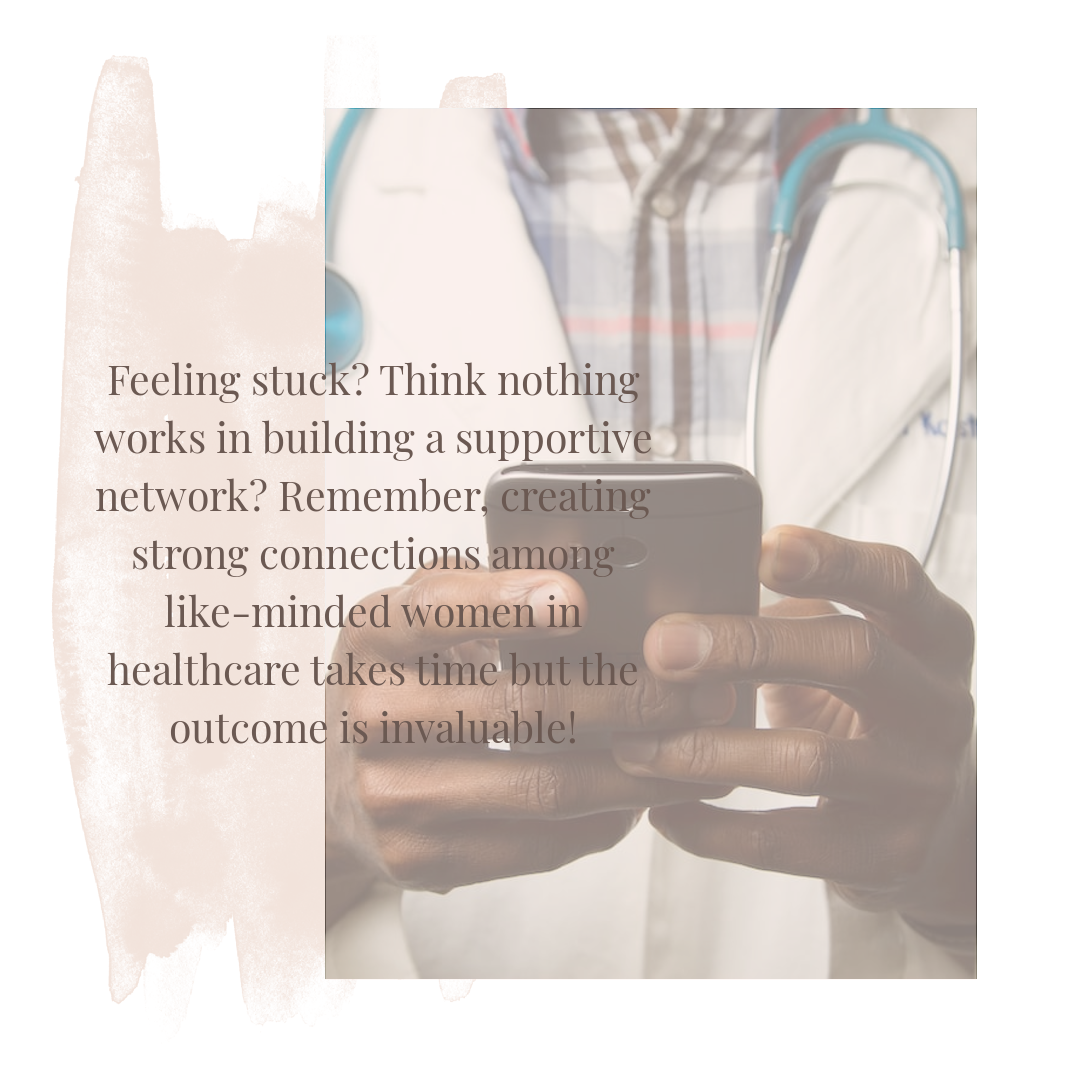 Feeling stuck? Think nothing
works in building a supportive
network? Remember, creating
strong connections among
like-minded women in
healthcare takes time but the
outcome is invaluable!